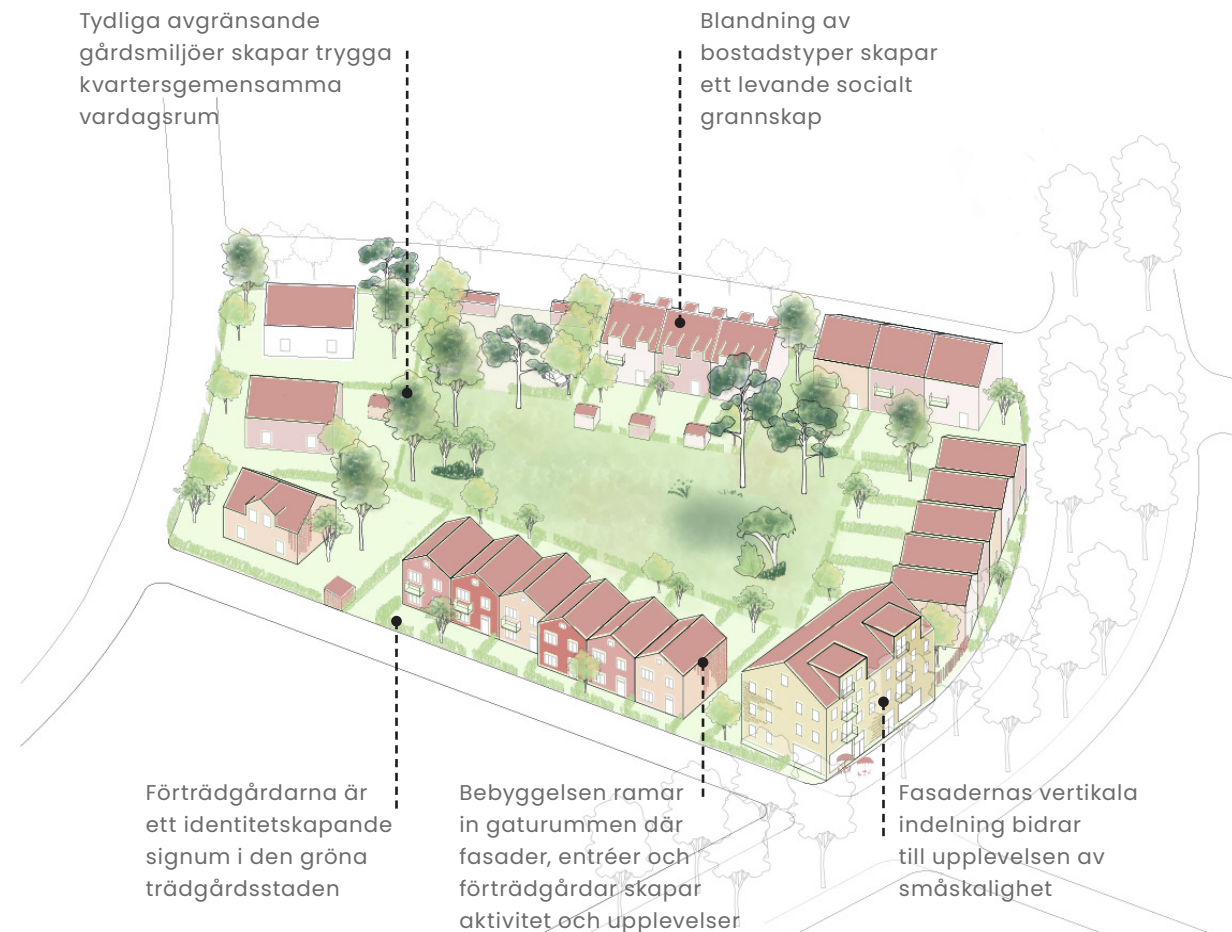 Tydliga avgränsande
gårdsmiljöer skapar trygga
kvartersgemensamma
vardagsrum
Blandning av
bostadstyper skapar
ett levande socialt
grannskap
Förträdgårdarna är
ett identitetskapande
signum i den gröna
trädgårdsstaden
Bebyggelsen ramar
in gaturummen där
fasader, entréer och
förträdgårdar skapar
aktivitet och upplevelser
Fasadernas vertikala
indelning bidrar
till upplevelsen av
småskalighet